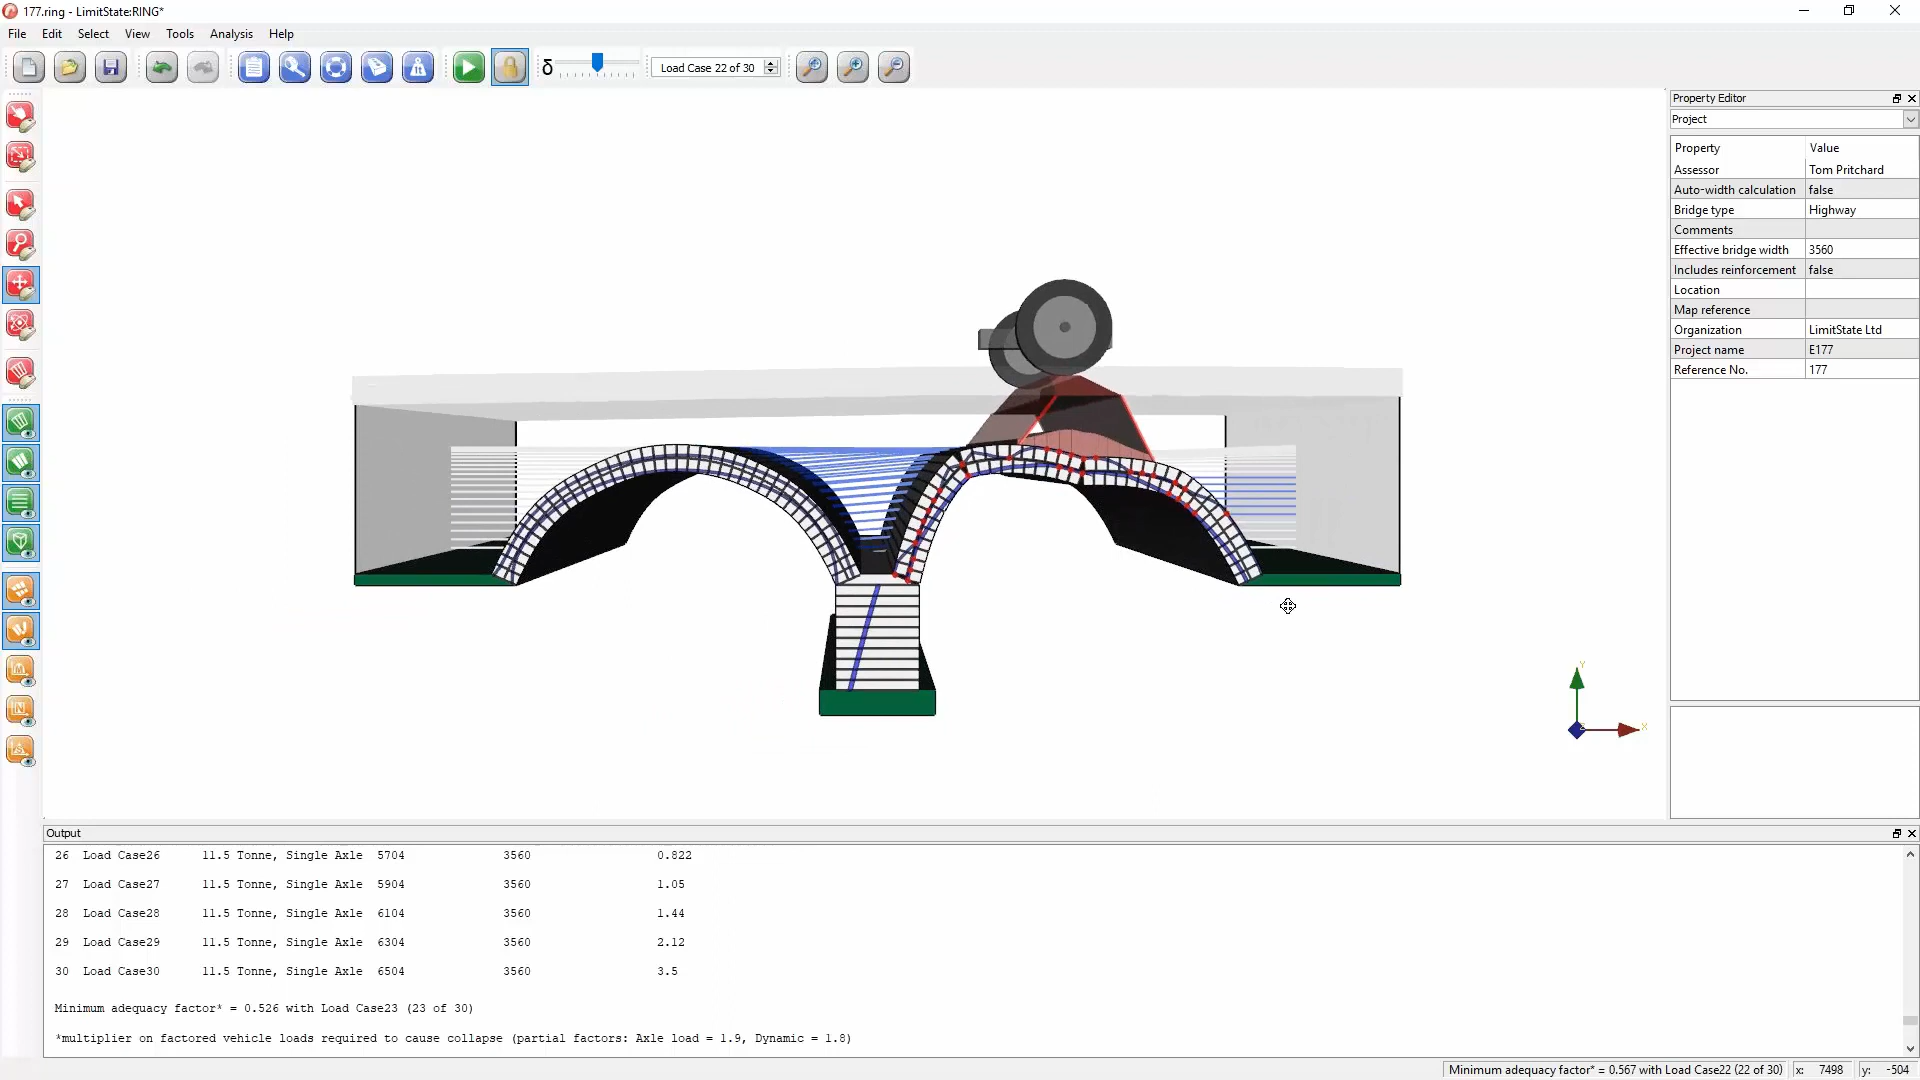 177.ring - LimitState:RING*
File Edit Select View Tools Analysis Help
δ Load Case 22 of 30
Property Editor
Project
Property Value
Assessor Tom Pritchard
Auto-width calculation false
Bridge type Highway
Comments
Effective bridge width 3560
Includes reinforcement false
Location
Map reference
Organization LimitState Ltd
Project name E177
Reference No. 177
Y
X
Output
26 Load Case26 11.5 Tonne, Single Axle 5704 3560 0.822
27 Load Case27 11.5 Tonne, Single Axle 5904 3560 1.05
28 Load Case28 11.5 Tonne, Single Axle 6104 3560 1.44
29 Load Case29 11.5 Tonne, Single Axle 6304 3560 2.12
30 Load Case30 11.5 Tonne, Single Axle 6504 3560 3.5
Minimum adequacy factor* = 0.526 with Load Case23 (23 of 30)
*multiplier on factored vehicle loads required to cause collapse (partial factors: Axle load = 1.9, Dynamic = 1.8)
Minimum adequacy factor* = 0.567 with Load Case22 (22 of 30) x: 7498 y: -504